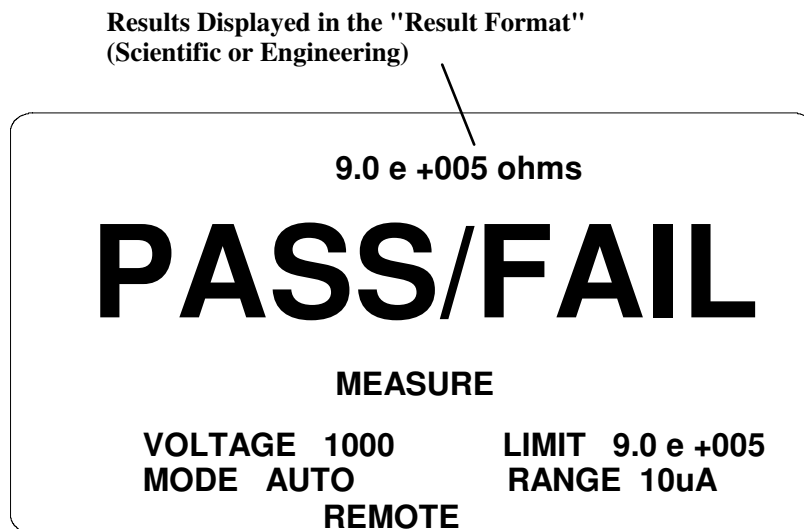 Results Displayed in the "Result Format"
(Scientific or Engineering)
9.0 e +005 ohms
PASS/FAIL
MEASURE
VOLTAGE 1000 LIMIT 9.0 e +005
MODE AUTO RANGE 10uA
REMOTE